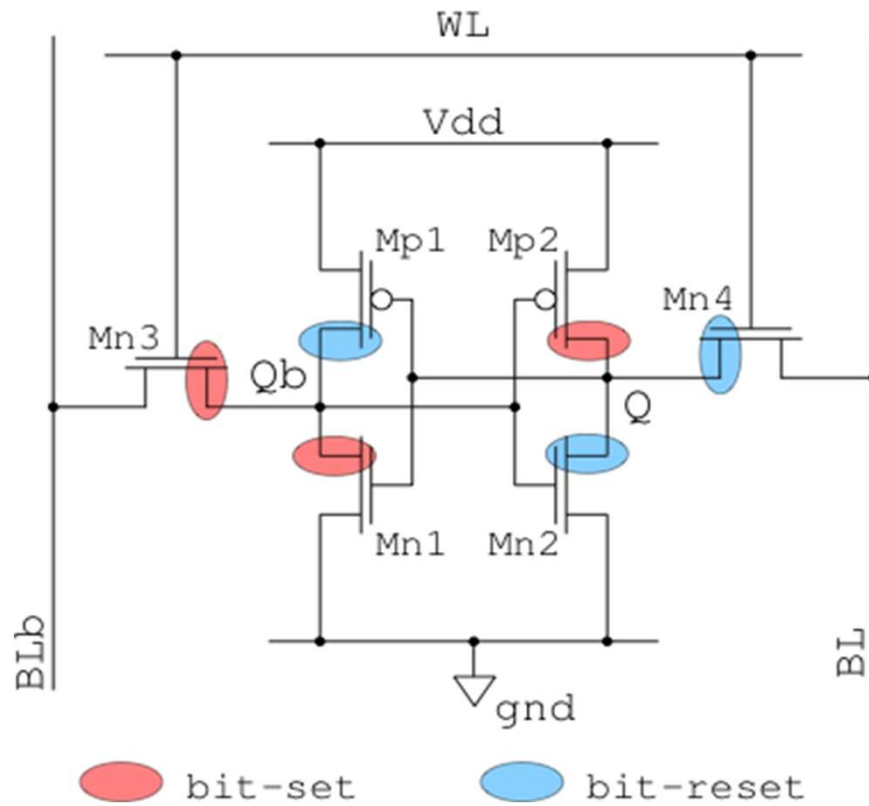 WL
Vdd
Mp1 Mp2
Mn4
Mn3
Qb
Q
Mn1 Mn2
BLb
BL
gnd
bit-set bit-reset